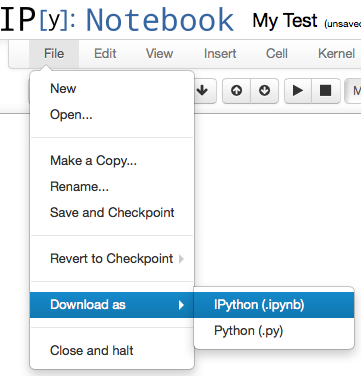 IP[y]: Notebook My Test (unsaved
File Edit View Insert Cell Kernel
New
Open...
Make a Copy...
Rename...
Save and Checkpoint
Revert to Checkpoint
Download as
IPython (.ipynb)
Python (.py)
Close and halt